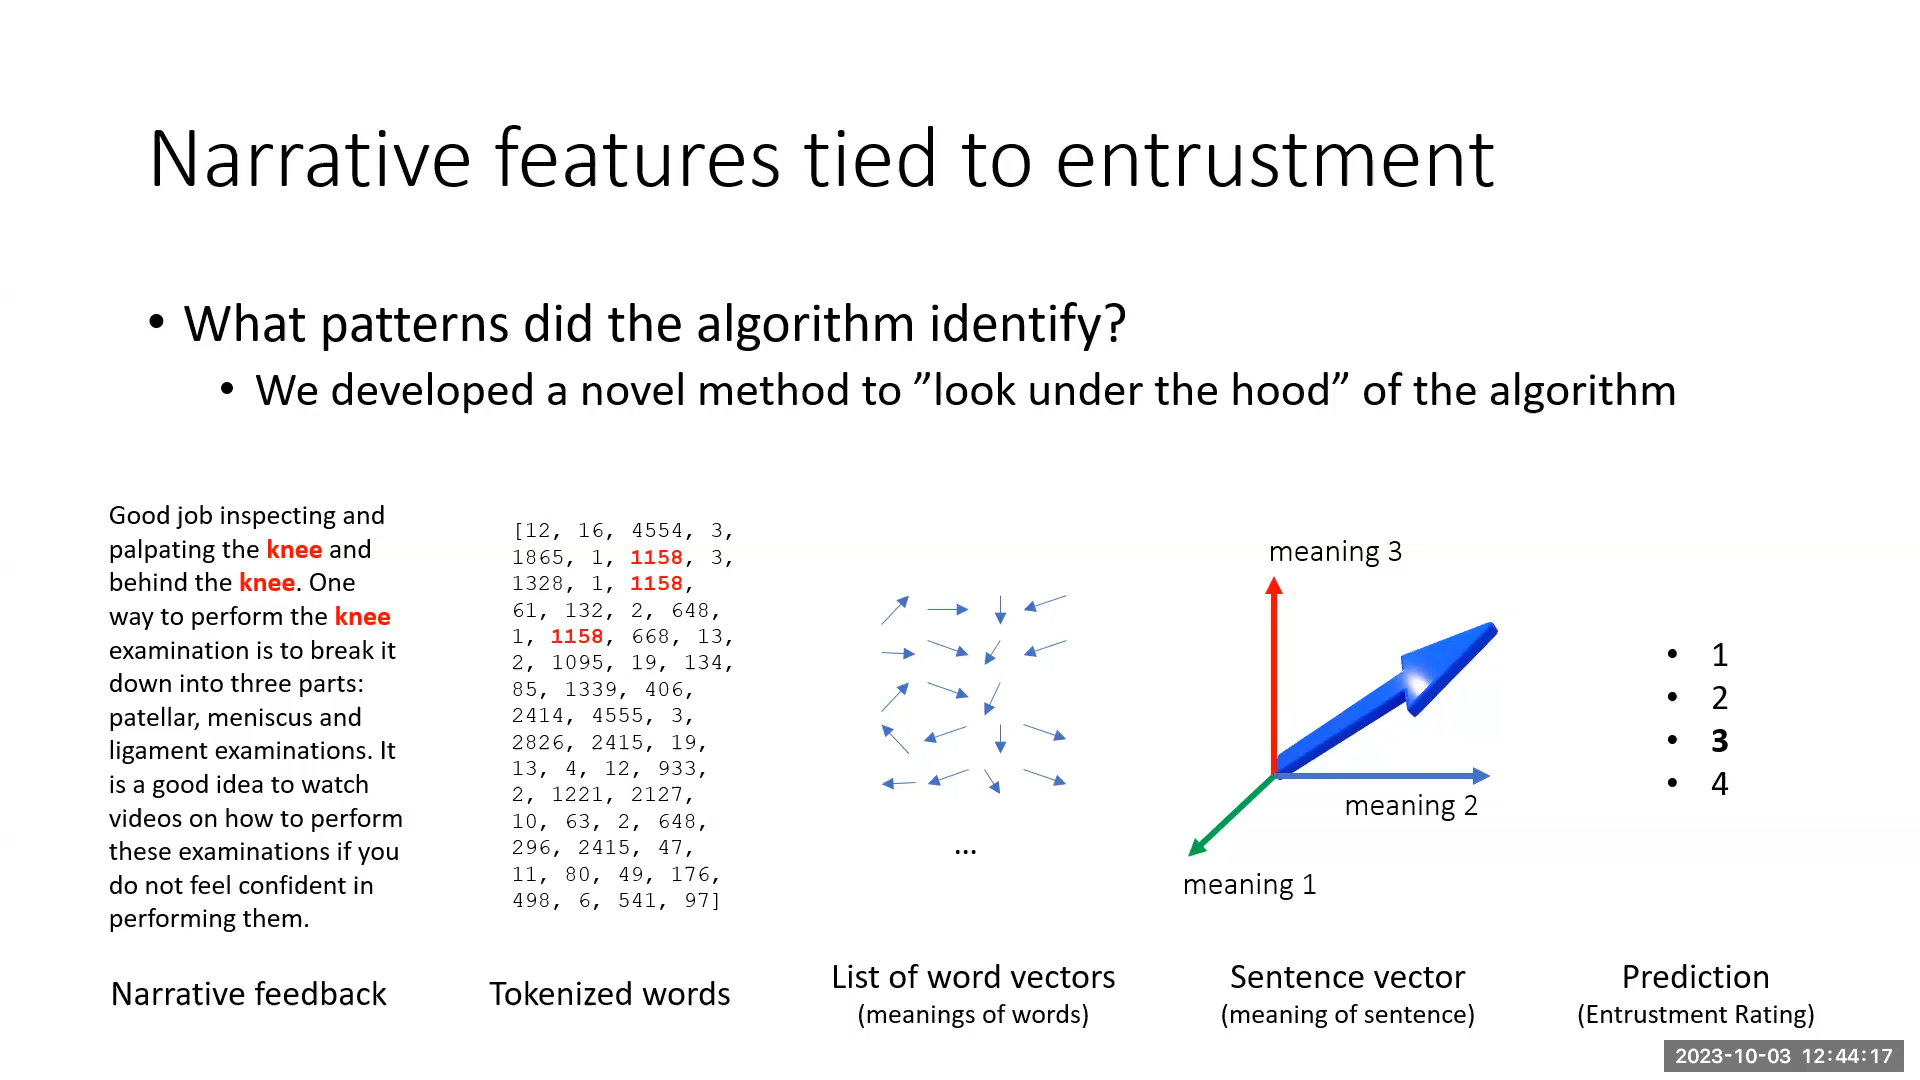 Narrative features tied to entrustment
• What patterns did the algorithm identify?
• We developed a novel method to ”look under the hood” of the algorithm
Good job inspecting and
palpating the knee and
behind the knee. One
way to perform the knee
examination is to break it
down into three parts:
patellar, meniscus and
ligament examinations. It
is a good idea to watch
videos on how to perform
these examinations if you
do not feel confident in
performing them.
Narrative feedback
[12, 16, 4554, 3,
1865, 1, 1158, 3,
1328, 1, 1158,
61, 132, 2, 648,
1, 1158, 668, 13,
2, 1095, 19, 134,
85, 1339, 406,
2414, 4555, 3,
2826, 2415, 19,
13, 4, 12, 933,
2, 1221, 2127,
10, 63, 2, 648,
296, 2415, 47,
11, 80, 49, 176,
498, 6, 541, 97]
Tokenized words
...
List of word vectors
(meanings of words)
meaning 3
meaning 2
meaning 1
Sentence vector
(meaning of sentence)
• 1
• 2
• 3
• 4
Prediction
(Entrustment Rating)
2023-10-03 12:44:17